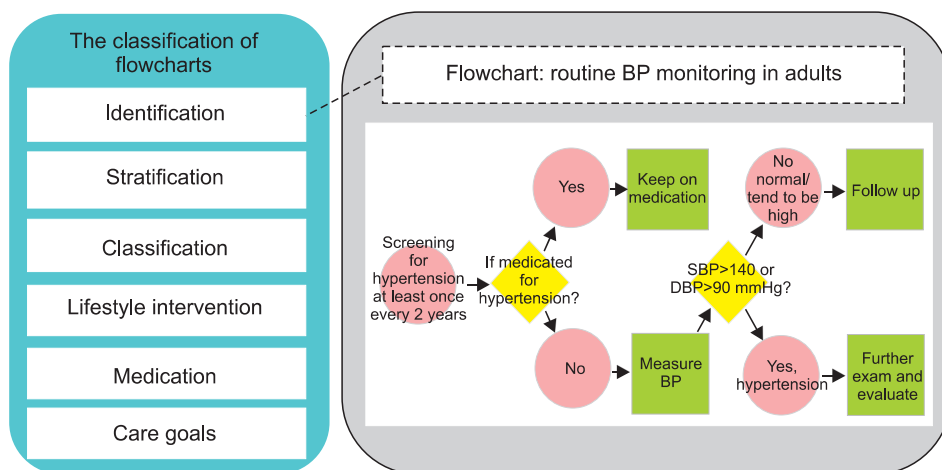 The classification of
flowcharts
Identification
Stratification
Classification
Lifestyle intervention
Medication
Care goals
Flowchart: routine BP monitoring in adults
Screening
for
hypertension
at least once
every 2 years
If medicated
for
hypertension?
Yes
Keep on
medication
No
Measure
BP
SBP>140 or
DBP>90 mmHg?
No
normal/
tend to be
high
Follow up
Yes,
hypertension
Further
exam and
evaluate